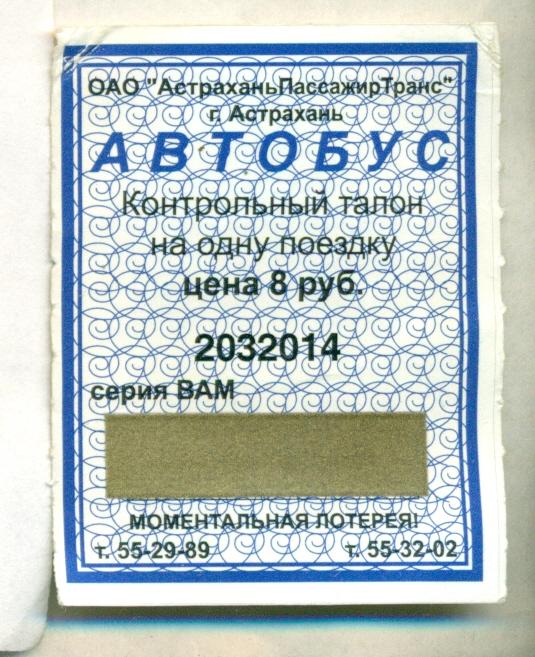 ОАО "АстраханьПассажирТранс"
г. Астрахань
АВТОБУС
Контрольный талон
на одну поездку
цена 8 руб.
2032014
серия ВАМ
МОМЕНТАЛЬНАЯ ЛОТЕРЕЯ!
т. 55-29-89 т. 55-32-02